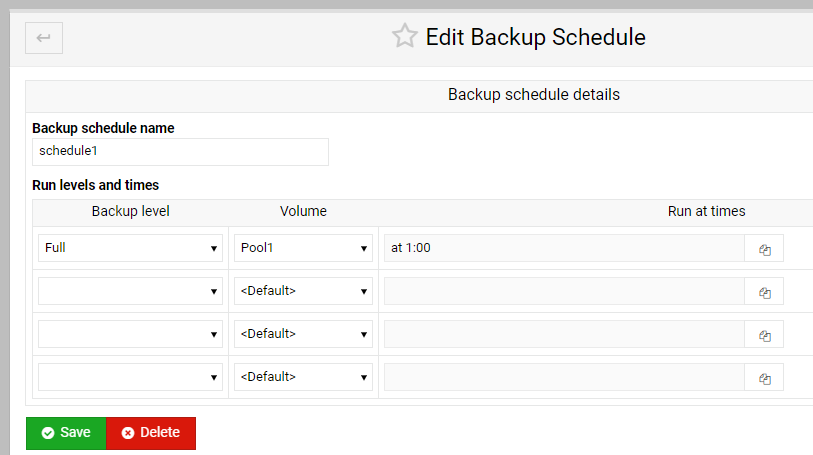 Edit Backup Schedule
Backup schedule details
Backup schedule name
schedule1
Run levels and times
Backup level Volume Run at times
Full Pool1 at 1:00
<Default>
<Default>
<Default>
Save Delete